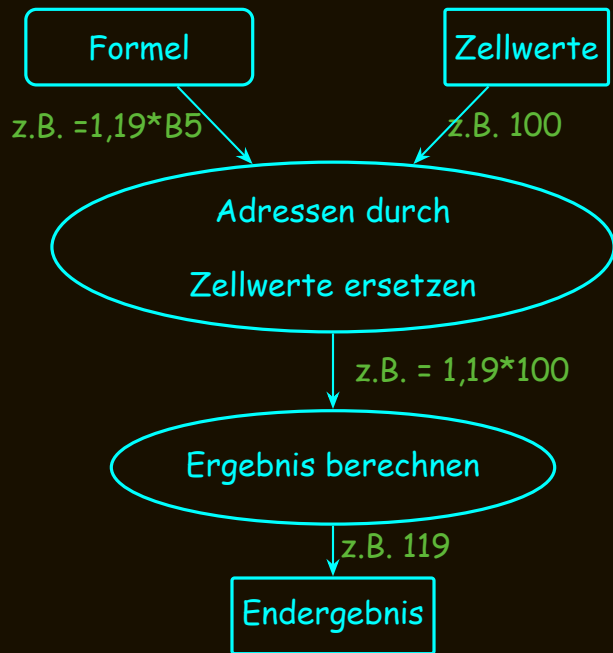 Formel
Zellwerte
z.B. =1,19*B5
z.B. 100
Adressen durch
Zellwerte ersetzen
z.B. = 1,19*100
Ergebnis berechnen
z.B. 119
Endergebnis